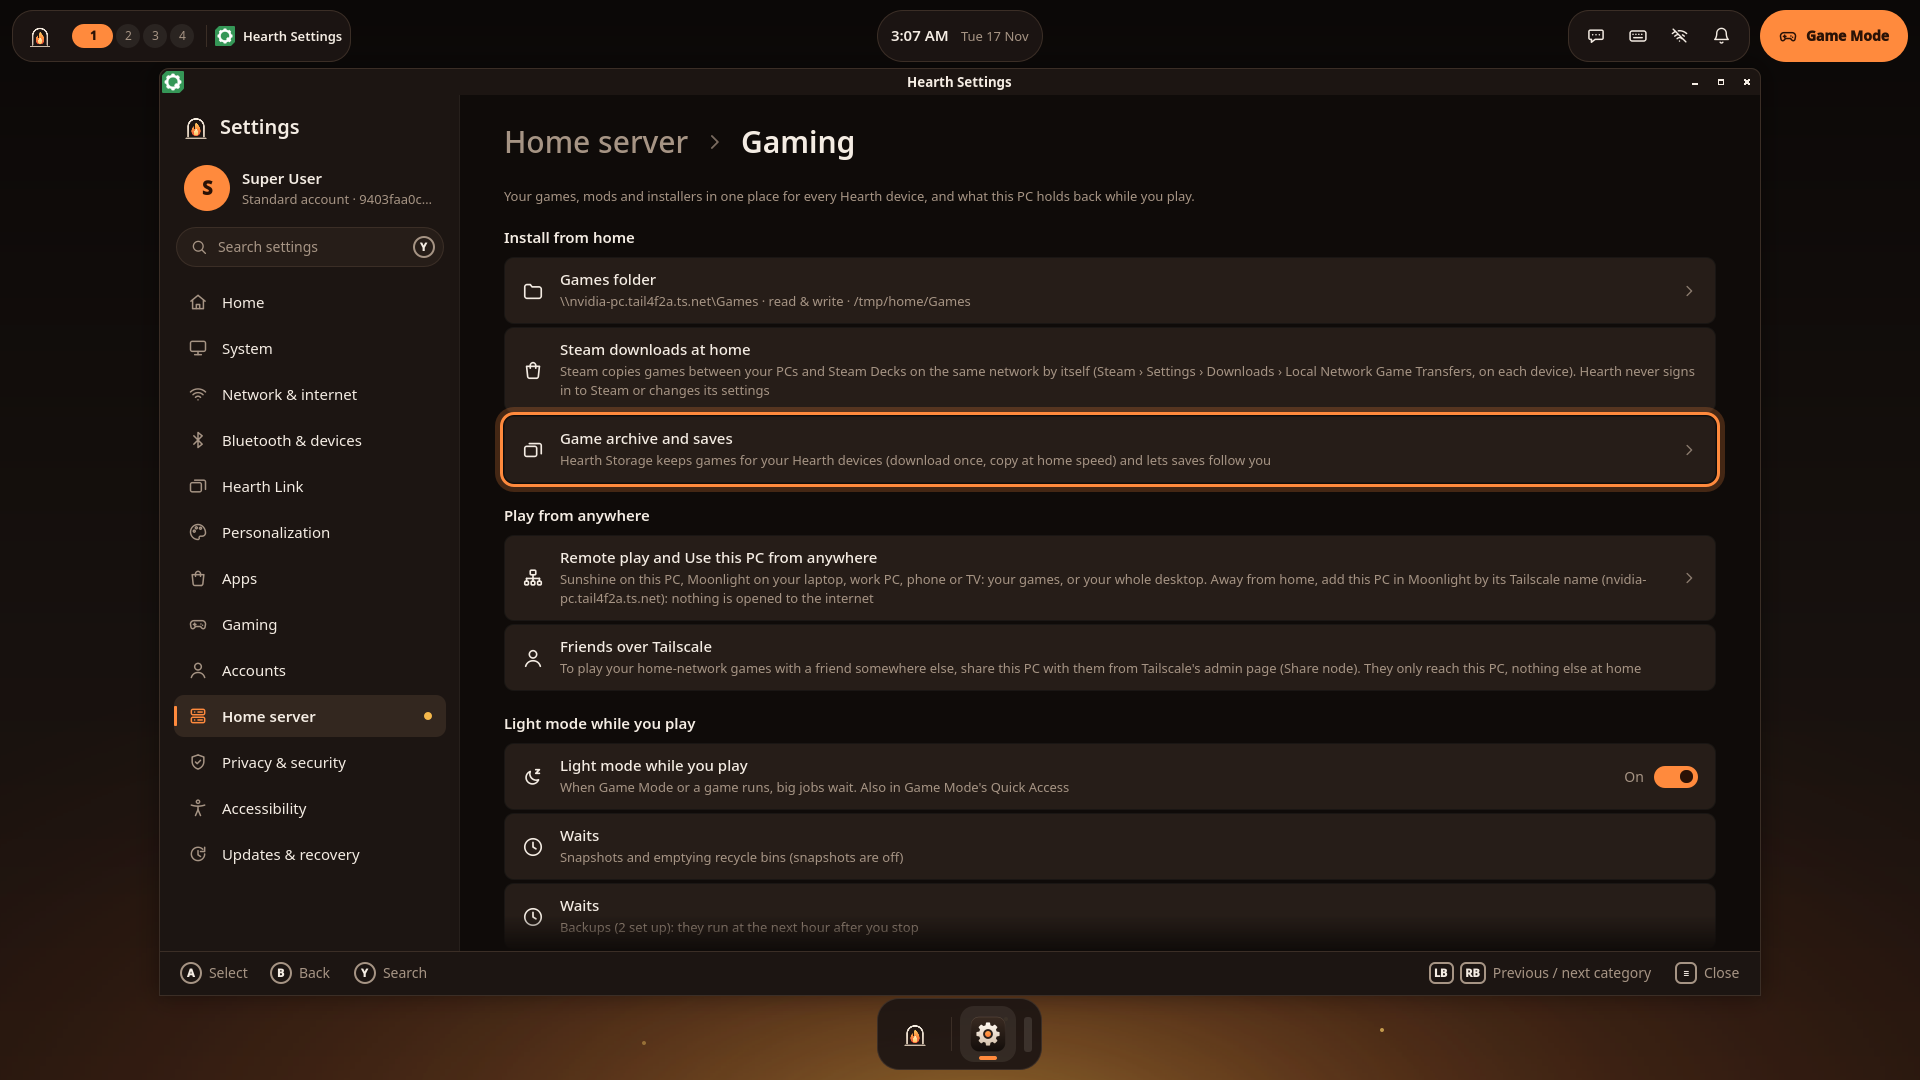 1 2 3 4 Hearth Settings
3:07 AM Tue 17 Nov
Game Mode
Hearth Settings
Settings
S
Super User
Standard account · 9403faa0c...
Search settings Y
Home
System
Network & internet
Bluetooth & devices
Hearth Link
Personalization
Apps
Gaming
Accounts
Home server
Privacy & security
Accessibility
Updates & recovery
Home server > Gaming
Your games, mods and installers in one place for every Hearth device, and what this PC holds back while you play.
Install from home
Games folder
\\nvidia-pc.tail4f2a.ts.net\Games · read & write · /tmp/home/Games
Steam downloads at home
Steam copies games between your PCs and Steam Decks on the same network by itself (Steam › Settings › Downloads › Local Network Game Transfers, on each device). Hearth never signs
in to Steam or changes its settings
Game archive and saves
Hearth Storage keeps games for your Hearth devices (download once, copy at home speed) and lets saves follow you
Play from anywhere
Remote play and Use this PC from anywhere
Sunshine on this PC, Moonlight on your laptop, work PC, phone or TV: your games, or your whole desktop. Away from home, add this PC in Moonlight by its Tailscale name (nvidia-
pc.tail4f2a.ts.net): nothing is opened to the internet
Friends over Tailscale
To play your home-network games with a friend somewhere else, share this PC with them from Tailscale's admin page (Share node). They only reach this PC, nothing else at home
Light mode while you play
Light mode while you play
When Game Mode or a game runs, big jobs wait. Also in Game Mode's Quick Access
On
Waits
Snapshots and emptying recycle bins (snapshots are off)
Waits
Backups (2 set up): they run at the next hour after you stop
A Select B Back Y Search
LB RB Previous / next category ≡ Close